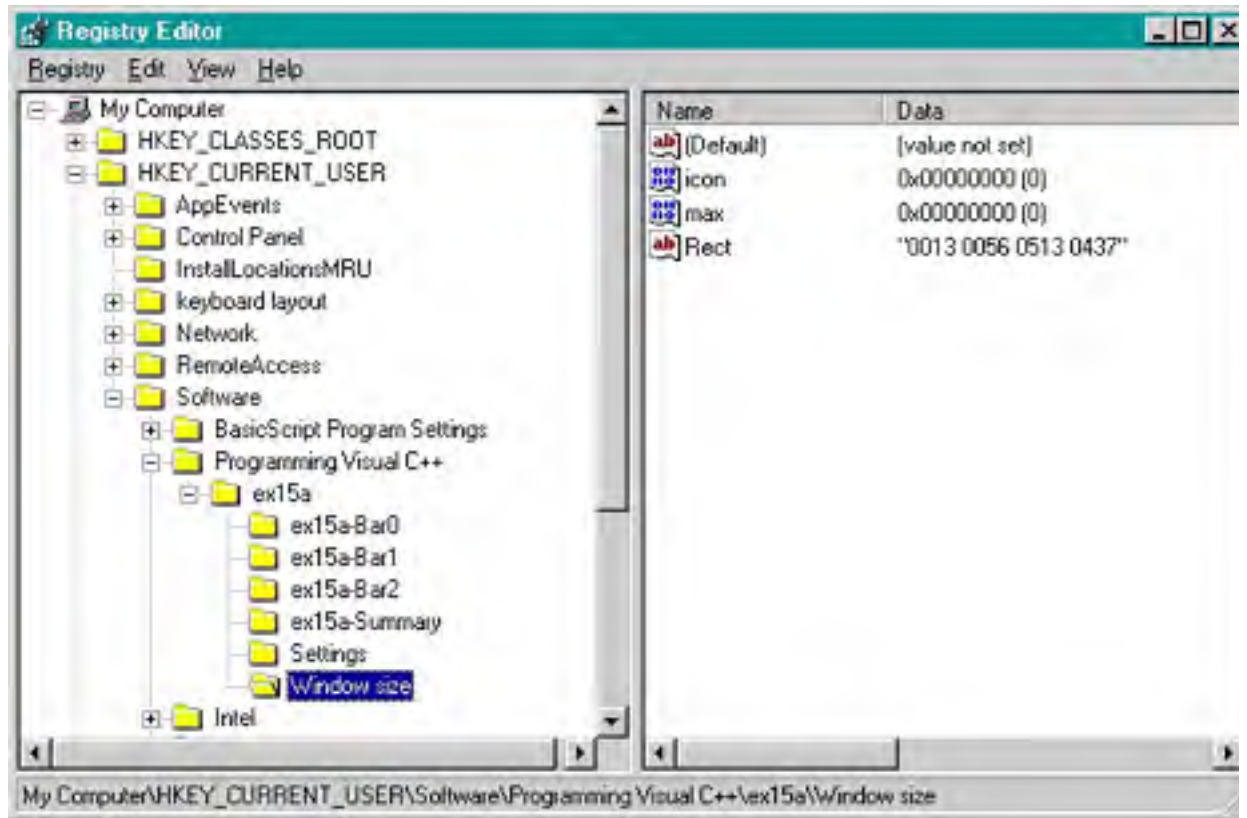 Registry Editor
Registry Edit View Help
My Computer
HKEY_CLASSES_ROOT
HKEY_CURRENT_USER
AppEvents
Control Panel
InstallLocationsMRU
keyboard layout
Network
RemoteAccess
Software
BasicScript Program Settings
Programming Visual C++
ex15a
ex15a-Bar0
ex15a-Bar1
ex15a-Bar2
ex15a-Summary
Settings
Window size
Intel
Name Data
(Default) (value not set)
icon 0x00000000 (0)
max 0x00000000 (0)
Rect "0013 0056 0513 0437"
My Computer\HKEY_CURRENT_USER\Software\Programming Visual C++\ex15a\Window size